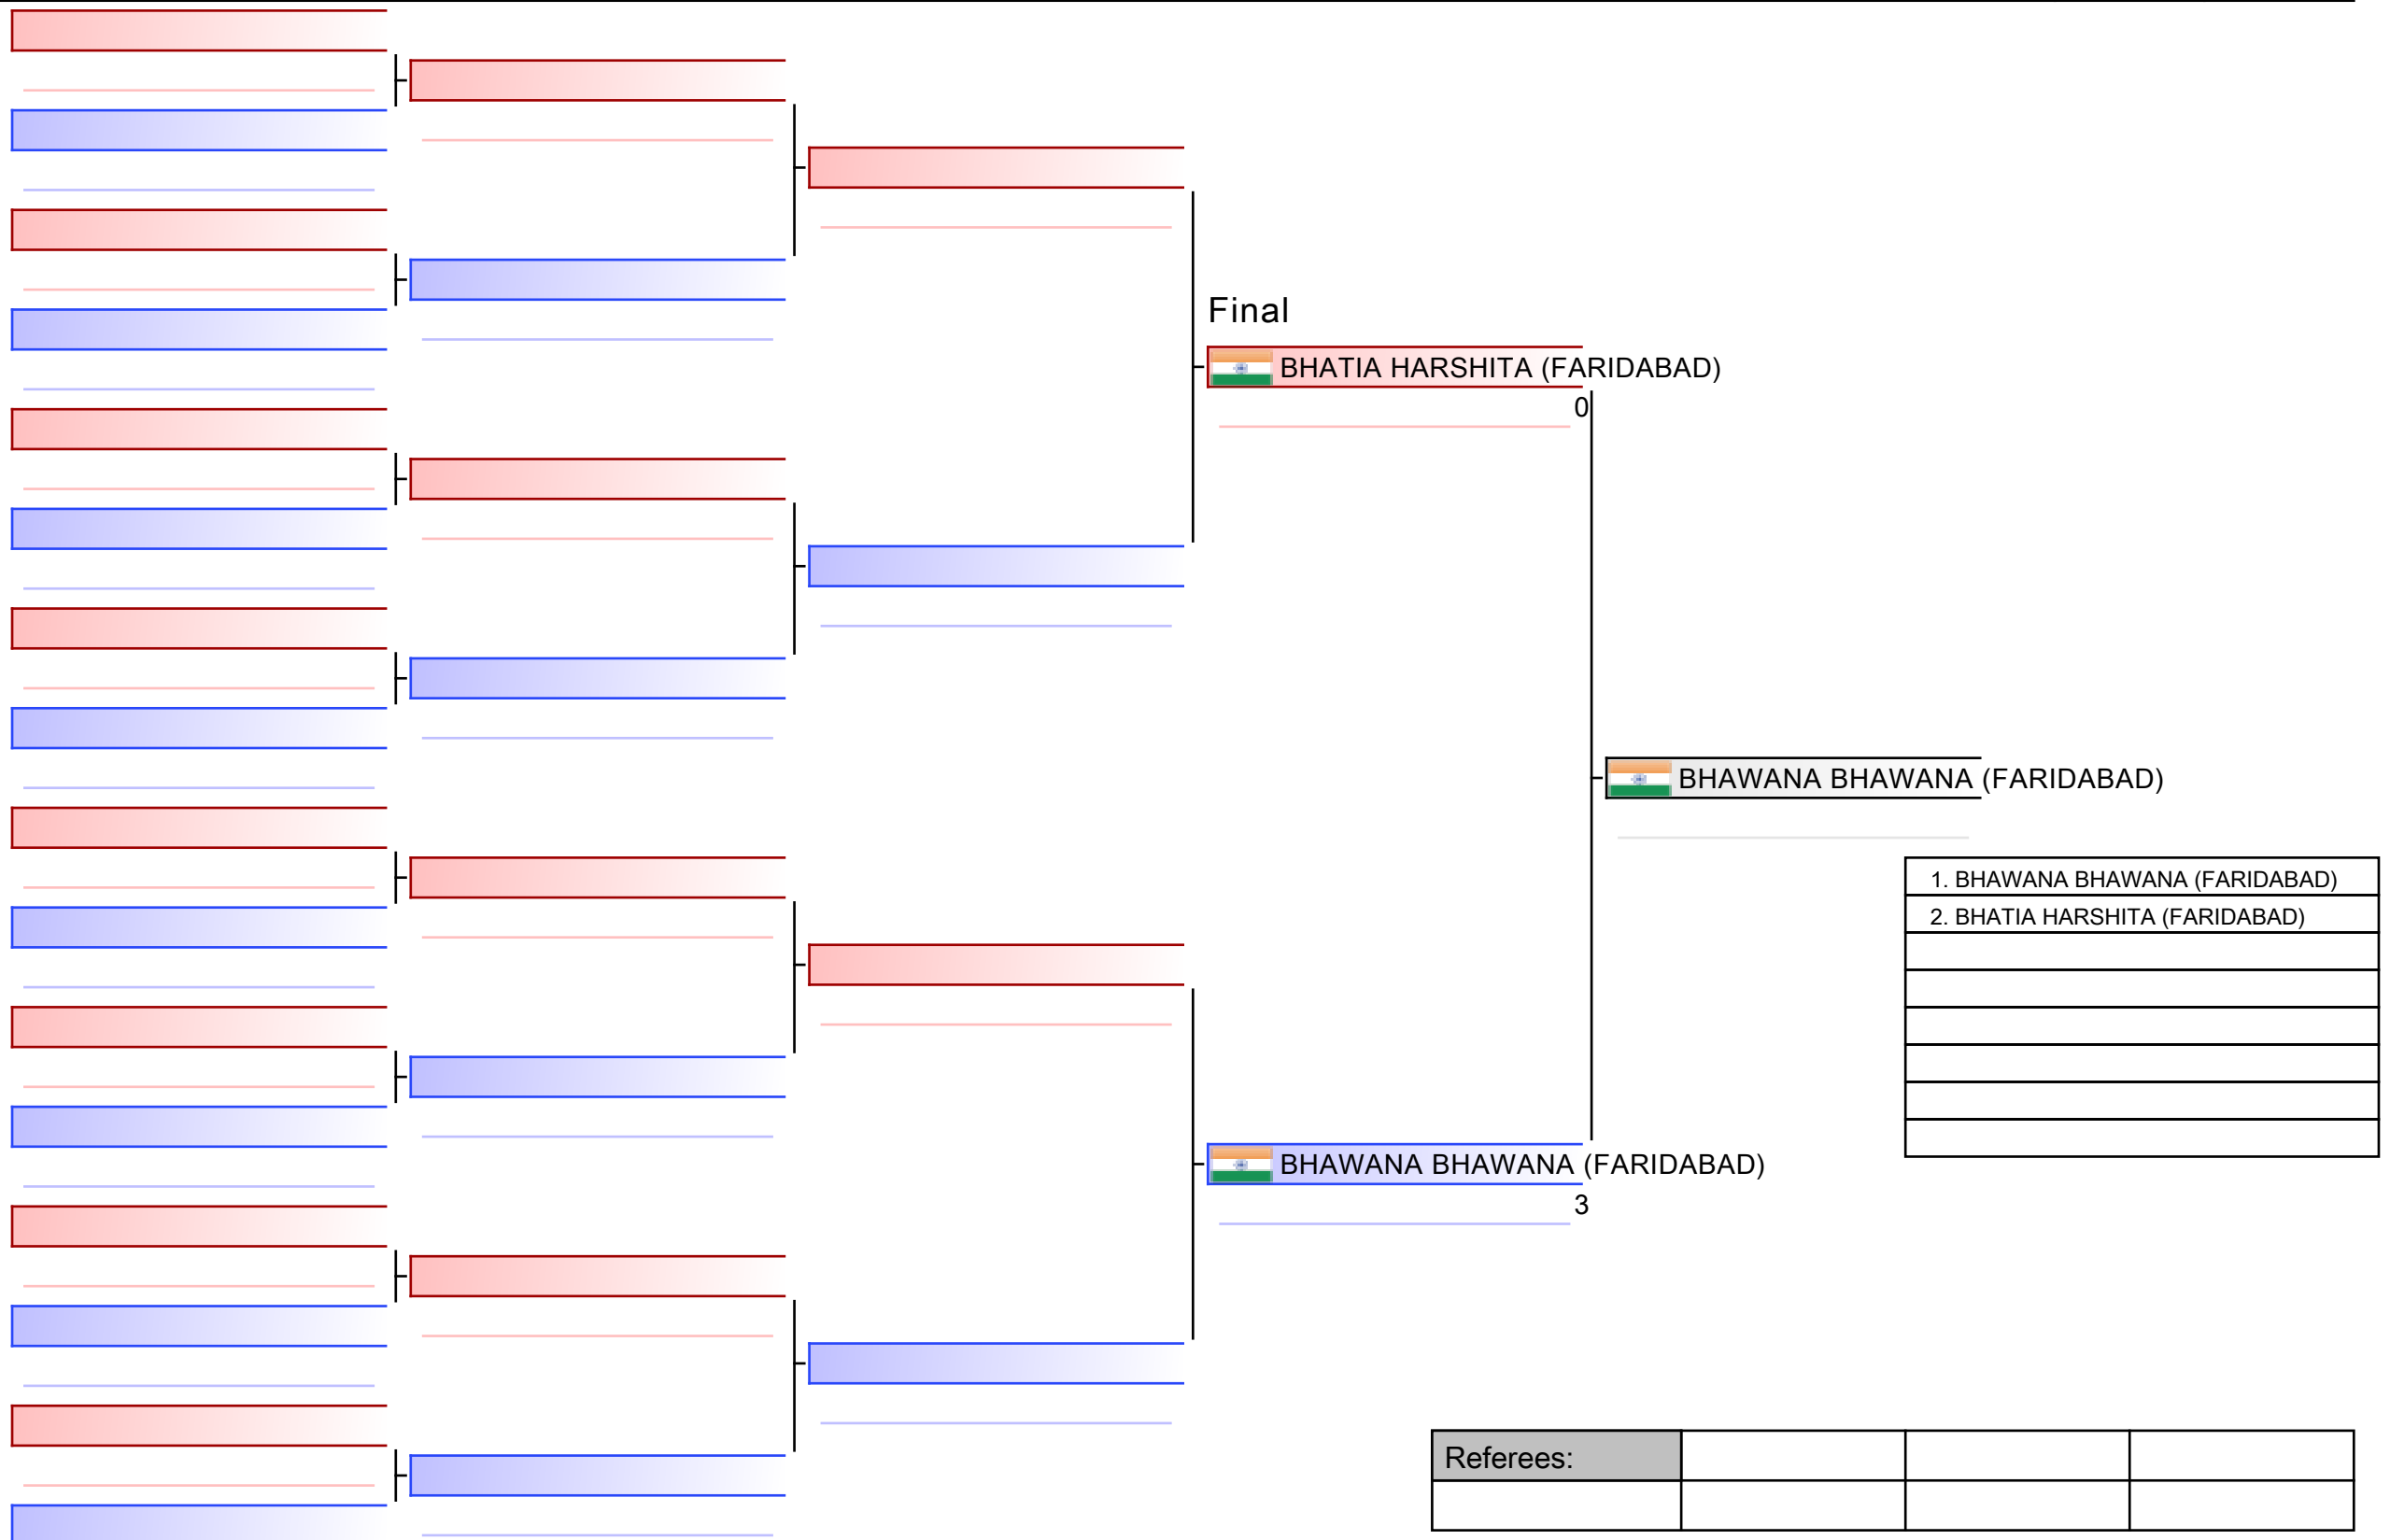 Final
BHATIA HARSHITA (FARIDABAD)
0
BHAWANA BHAWANA (FARIDABAD)
1. BHAWANA BHAWANA (FARIDABAD)
2. BHATIA HARSHITA (FARIDABAD)
BHAWANA BHAWANA (FARIDABAD)
3
Referees: